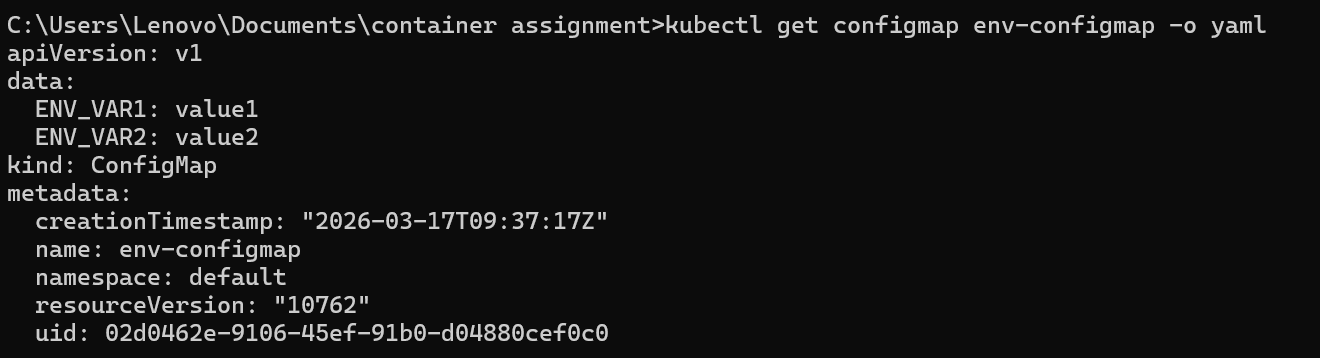 C:\Users\Lenovo\Documents\container assignment>kubectl get configmap env-configmap -o yaml
apiVersion: v1
data:
  ENV_VAR1: value1
  ENV_VAR2: value2
kind: ConfigMap
metadata:
  creationTimestamp: "2026-03-17T09:37:17Z"
  name: env-configmap
  namespace: default
  resourceVersion: "10762"
  uid: 02d0462e-9106-45ef-91b0-d04880cef0c0